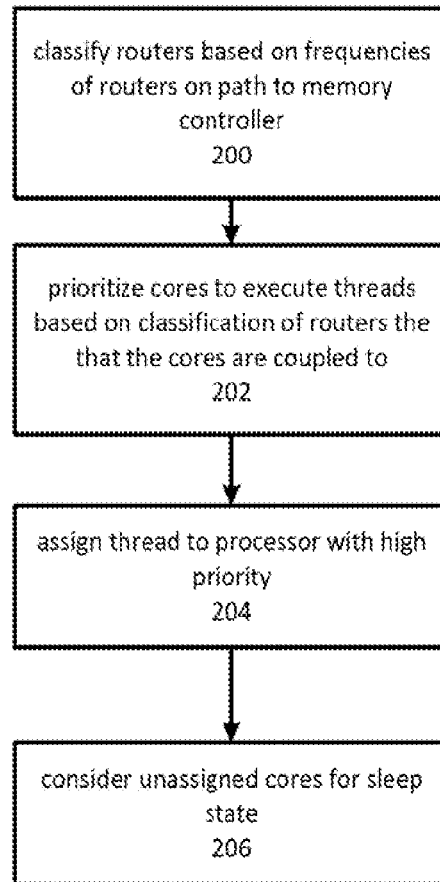 classify routers based on frequencies
of routers on path to memory
controller
200
prioritize cores to execute threads
based on classification of routers the
that the cores are coupled to
202
assign thread to processor with high
priority
204
consider unassigned cores for sleep
state
206